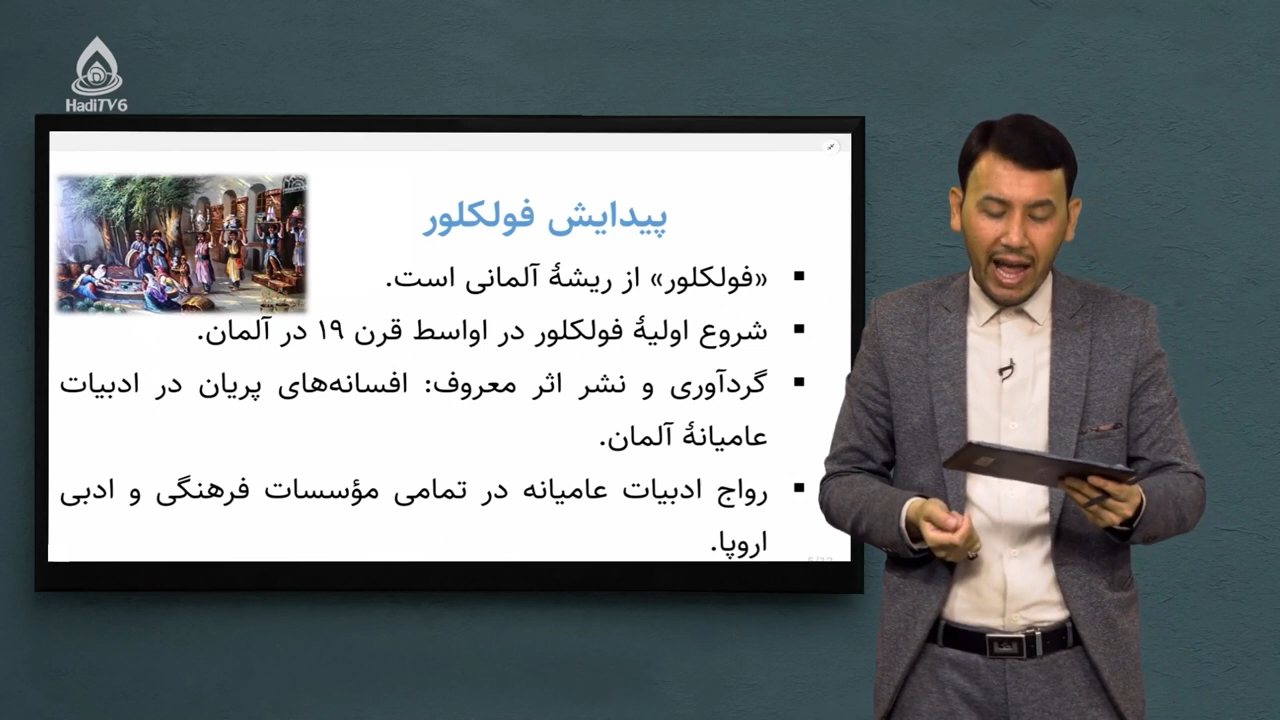 HadiTV6
پیدایش فولکلور
▪ «فولکلور» از ریشهٔ آلمانی است.
▪ شروع اولیهٔ فولکلور در اواسط قرن ۱۹ در آلمان.
▪ گردآوری و نشر اثر معروف: افسانه‌های پریان در ادبیات
عامیانهٔ آلمان.
▪ رواج ادبیات عامیانه در تمامی مؤسسات فرهنگی و ادبی
اروپا.